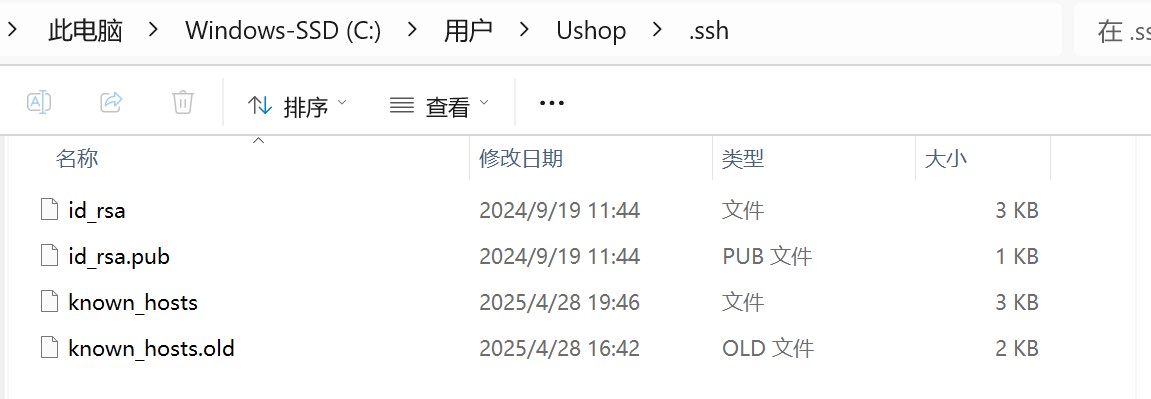 此电脑 > Windows-SSD (C:) > 用户 > Ushop > .ssh
在 .ss
排序 查看 ···
名称 修改日期 类型 大小
id_rsa 2024/9/19 11:44 文件 3 KB
id_rsa.pub 2024/9/19 11:44 PUB 文件 1 KB
known_hosts 2025/4/28 19:46 文件 3 KB
known_hosts.old 2025/4/28 16:42 OLD 文件 2 KB